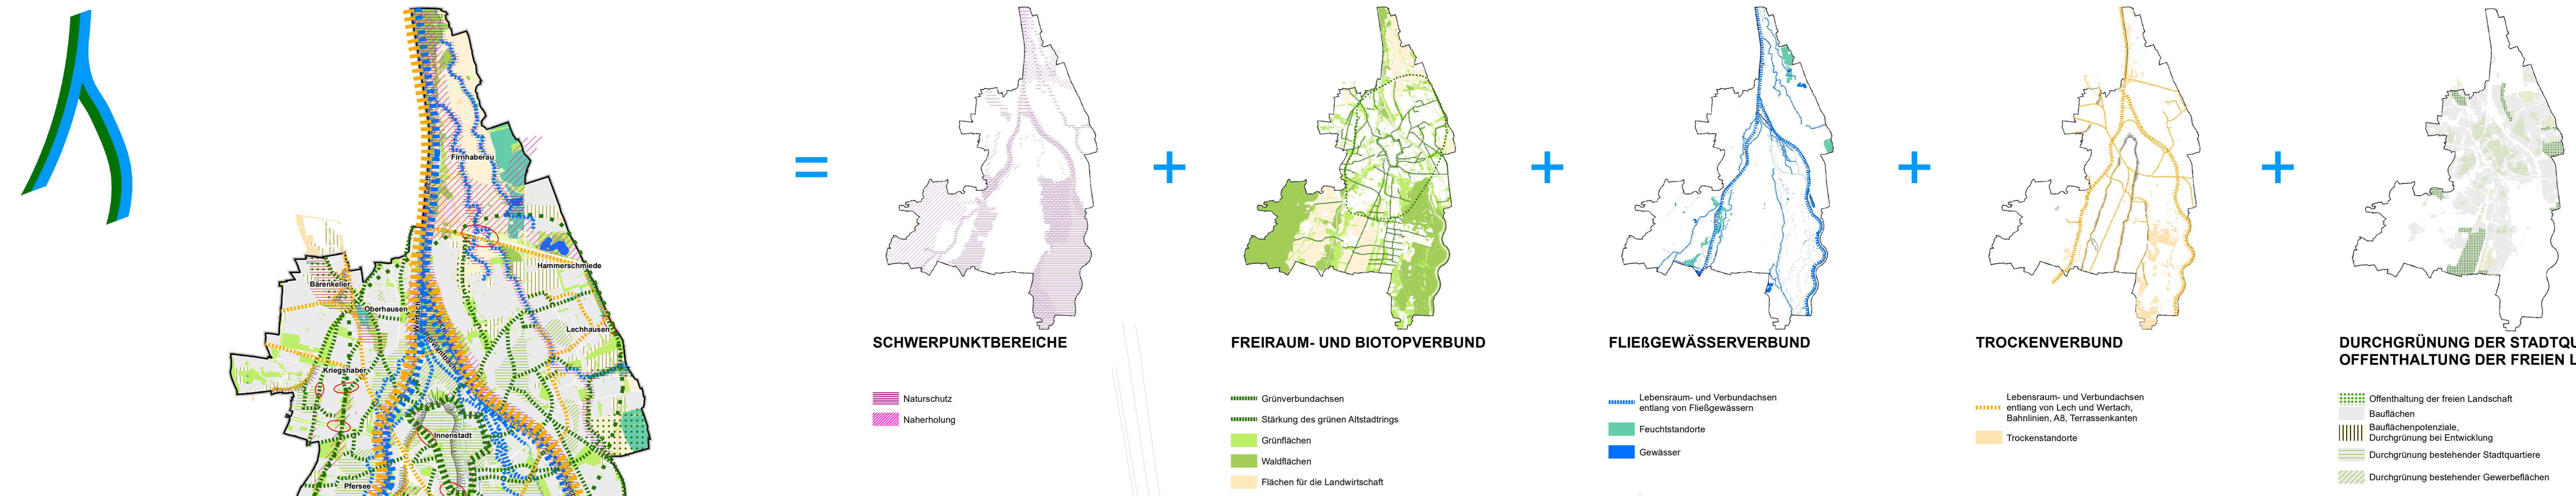 Firnhaberau
Hammerschmiede
Bärenkeller
Oberhausen
Lechhausen
Kriegshaber
Innenstadt
Pfersee
=
+
+
+
+
SCHWERPUNKTBEREICHE
Naturschutz
Naherholung
FREIRAUM- UND BIOTOPVERBUND
Grünverbundachsen
Stärkung des grünen Altstadtrings
Grünflächen
Waldflächen
Flächen für die Landwirtschaft
FLIEßGEWÄSSERVERBUND
Lebensraum- und Verbundachsen
entlang von Fließgewässern
Feuchtstandorte
Gewässer
TROCKENVERBUND
Lebensraum- und Verbundachsen
entlang von Lech und Wertach,
Bahnlinien, A8, Terrassenkanten
Trockenstandorte
DURCHGRÜNUNG DER STADTQU
OFFENTHALTUNG DER FREIEN L
Offenthaltung der freien Landschaft
Bauflächen
Bauflächenpotenziale,
Durchgrünung bei Entwicklung
Durchgrünung bestehender Stadtquartiere
Durchgrünung bestehender Gewerbeflächen